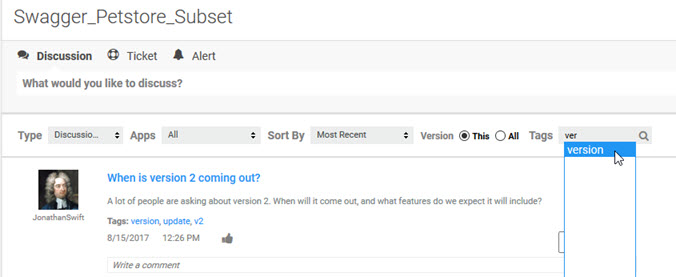 Swagger_Petstore_Subset
Discussion Ticket Alert
What would you like to discuss?
Type Discussio... Apps All Sort By Most Recent Version This All Tags ver
version
When is version 2 coming out?
A lot of people are asking about version 2. When will it come out, and what features do we expect it will include?
JonathanSwift
Tags: version, update, v2
8/15/2017 12:26 PM
Write a comment